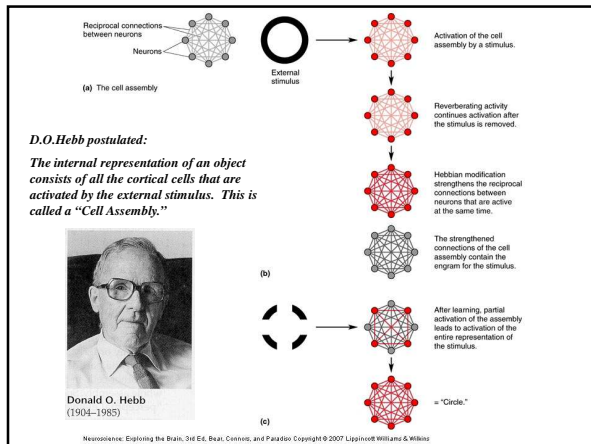 Reciprocal connections
between neurons
Neurons
(a) The cell assembly
External
stimulus
Activation of the cell
assembly by a stimulus.
Reverberating activity
continues activation after
the stimulus is removed.
D.O.Hebb postulated:
The internal representation of an object
consists of all the cortical cells that are
activated by the external stimulus. This is
called a “Cell Assembly.”
Hebbian modification
strengthens the reciprocal
connections between
neurons that are active
at the same time.
The strengthened
connections of the cell
assembly contain the
engram for the stimulus.
(b)
After learning, partial
activation of the assembly
leads to activation of the
entire representation of
the stimulus.
= “Circle.”
(c)
Donald O. Hebb
(1904–1985)
Neurosience: Exploring the Brain, 3rd Ed, Bear, Connors, and Paradiso Copyright © 2007 Lippincott Williams & Wilkins